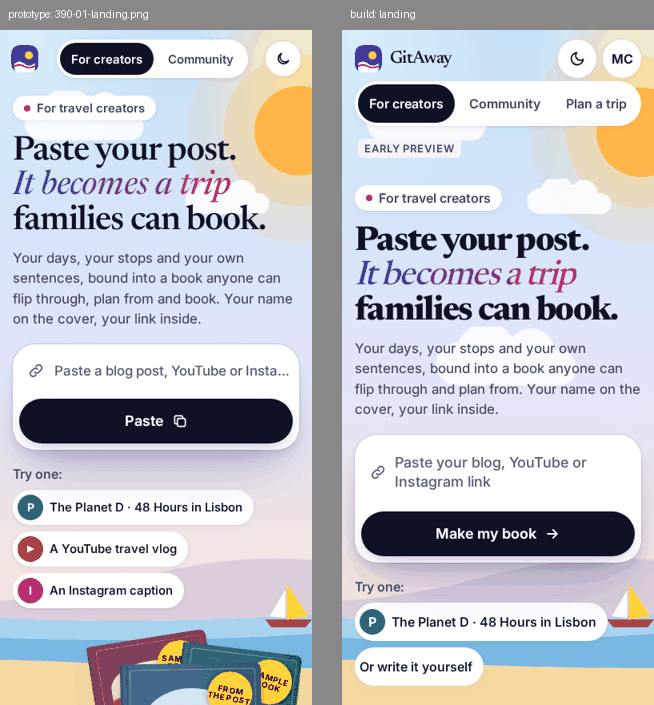 prototype: 390-01-landing.png
For creators
Community
For travel creators
Paste your post.
It becomes a trip
families can book.
Your days, your stops and your own
sentences, bound into a book anyone can
flip through, plan from and book. Your name
on the cover, your link inside.
Paste a blog post, YouTube or Insta...
Paste
Try one:
P The Planet D · 48 Hours in Lisbon
A YouTube travel vlog
I An Instagram caption
FROM
THE POST
build: landing
GitAway
MC
For creators
Community
Plan a trip
EARLY PREVIEW
For travel creators
Paste your post.
It becomes a trip
families can book.
Your days, your stops and your own
sentences, bound into a book anyone can
flip through and plan from. Your name on the
cover, your link inside.
Paste your blog, YouTube or
Instagram link
Make my book →
Try one:
P The Planet D · 48 Hours in Lisbon
Or write it yourself